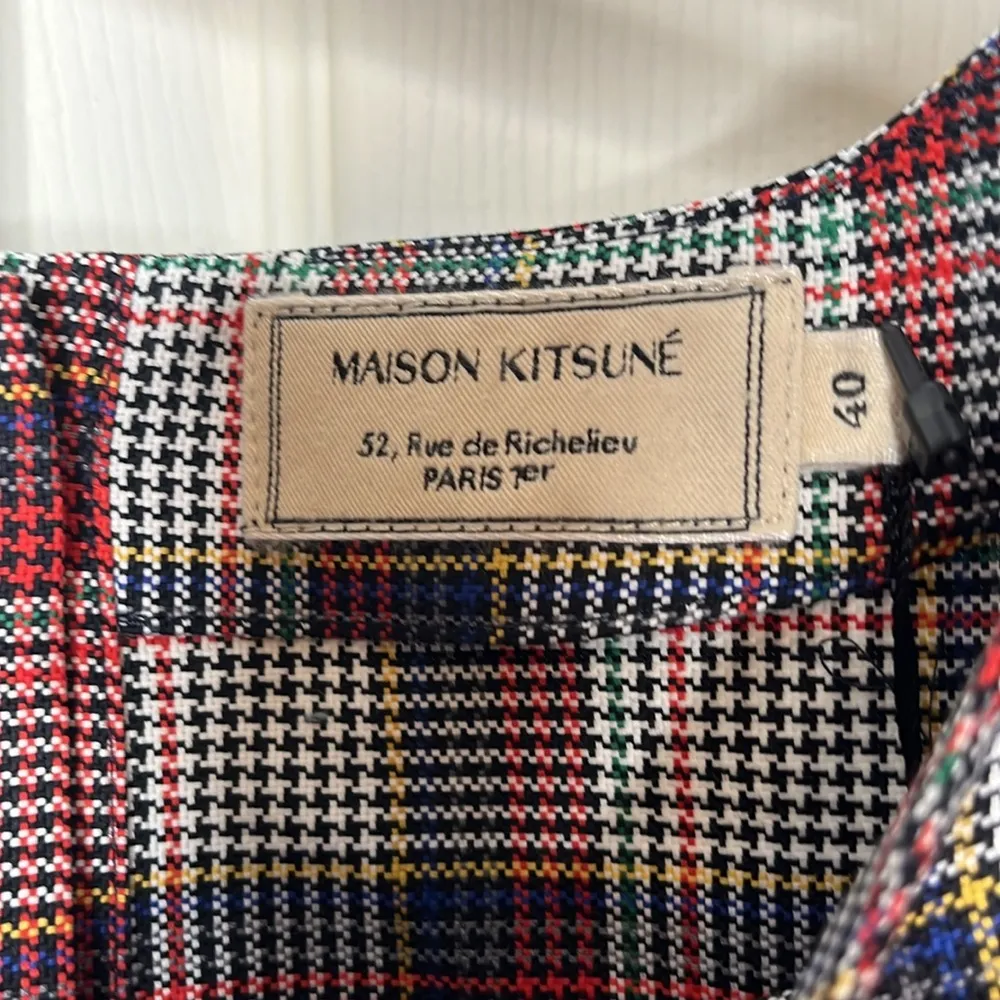 MAISON KITSUNÉ
52, Rue de Richelieu
PARIS 1er
40